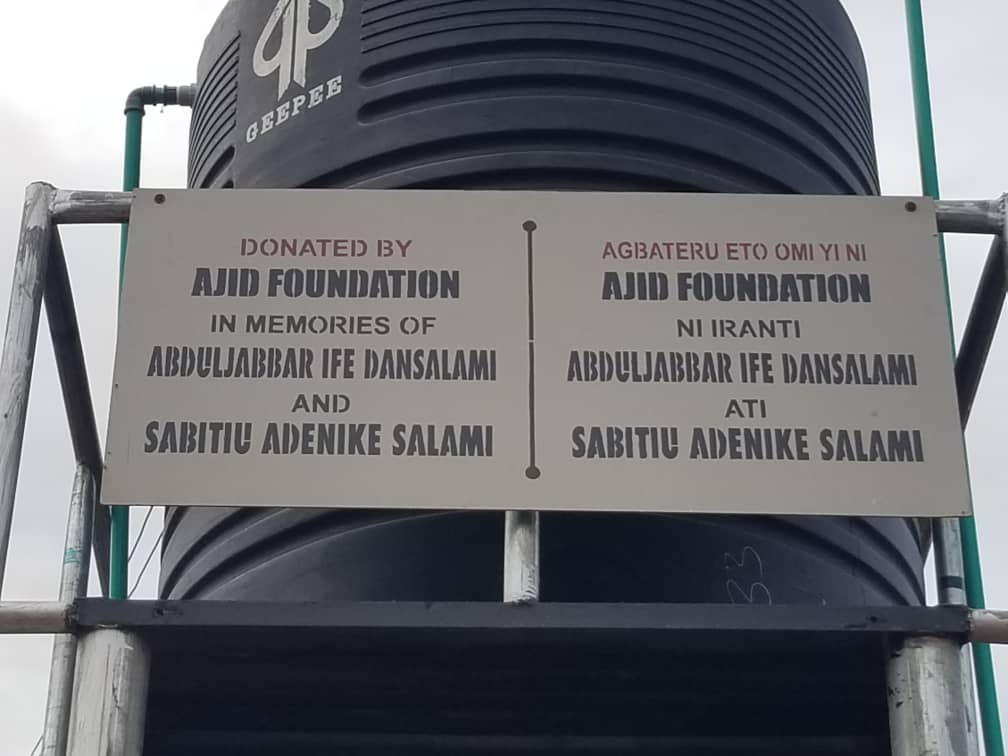 GEEPEE
DONATED BY
AJID FOUNDATION
IN MEMORIES OF
ABDULJABBAR IFE DANSALAMI
AND
SABITIU ADENIKE SALAMI
AGBATERU ETO OMI YI NI
AJID FOUNDATION
NI IRANTI
ABDULJABBAR IFE DANSALAMI
ATI
SABITIU ADENIKE SALAMI
33